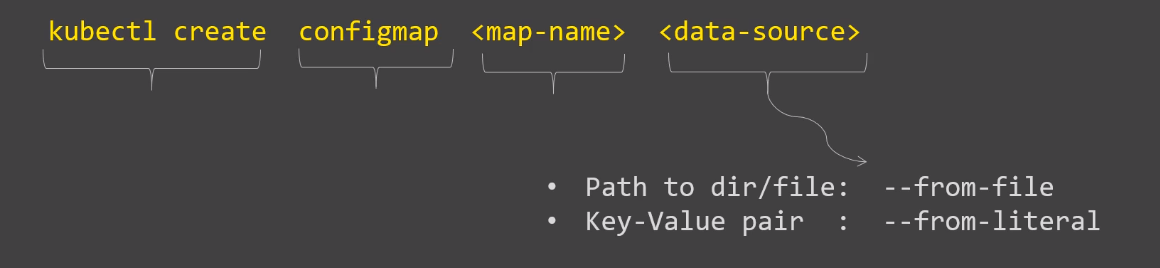 kubectl create configmap <map-name> <data-source>
• Path to dir/file: --from-file
• Key-Value pair : --from-literal